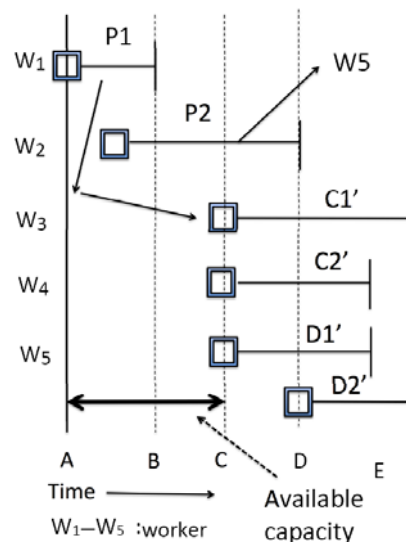 P1
W1
W5
P2
W2
C1’
W3
C2’
W4
D1’
W5
D2’
A B C D E
Time
Available
capacity
W1–W5 :worker